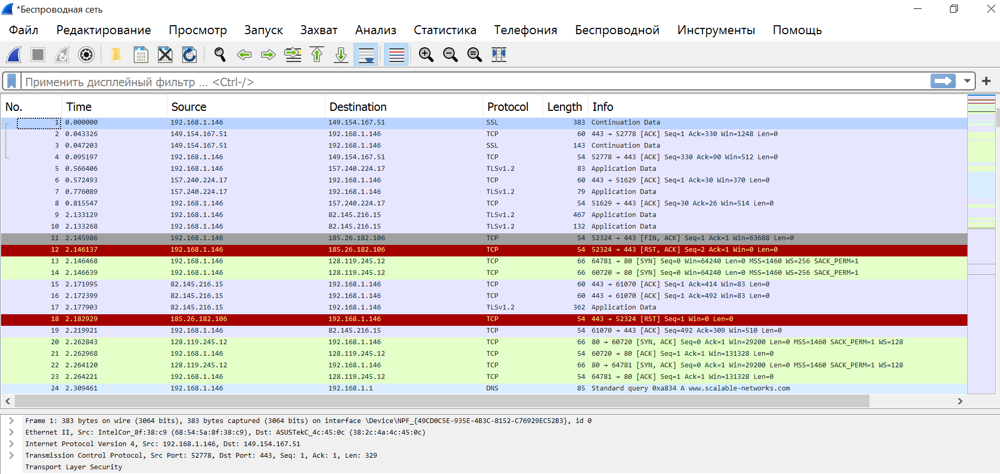 *Беспроводная сеть
Файл Редактирование Просмотр Запуск Захват Анализ Статистика Телефония Беспроводной Инструменты Помощь
Применить дисплейный фильтр ... <Ctrl-/>
No. Time Source Destination Protocol Length Info
1 0.000000 192.168.1.146 149.154.167.51 SSL 383 Continuation Data
2 0.043326 149.154.167.51 192.168.1.146 TCP 60 443 → 52778 [ACK] Seq=1 Ack=330 Win=1248 Len=0
3 0.047203 149.154.167.51 192.168.1.146 SSL 143 Continuation Data
4 0.095197 192.168.1.146 149.154.167.51 TCP 54 52778 → 443 [ACK] Seq=330 Ack=90 Win=512 Len=0
5 0.566406 192.168.1.146 157.240.224.17 TLSv1.2 83 Application Data
6 0.572493 157.240.224.17 192.168.1.146 TCP 60 443 → 51629 [ACK] Seq=1 Ack=30 Win=370 Len=0
7 0.776089 157.240.224.17 192.168.1.146 TLSv1.2 79 Application Data
8 0.815547 192.168.1.146 157.240.224.17 TCP 54 51629 → 443 [ACK] Seq=30 Ack=26 Win=514 Len=0
9 2.133129 192.168.1.146 82.145.216.15 TLSv1.2 467 Application Data
10 2.133268 192.168.1.146 82.145.216.15 TLSv1.2 132 Application Data
11 2.145986 192.168.1.146 185.26.182.106 TCP 54 52324 → 443 [FIN, ACK] Seq=1 Ack=1 Win=63688 Len=0
12 2.146137 192.168.1.146 185.26.182.106 TCP 54 52324 → 443 [RST, ACK] Seq=2 Ack=1 Win=0 Len=0
13 2.146468 192.168.1.146 128.119.245.12 TCP 66 64781 → 80 [SYN] Seq=0 Win=64240 Len=0 MSS=1460 WS=256 SACK_PERM=1
14 2.146639 192.168.1.146 128.119.245.12 TCP 66 60720 → 80 [SYN] Seq=0 Win=64240 Len=0 MSS=1460 WS=256 SACK_PERM=1
15 2.171995 82.145.216.15 192.168.1.146 TCP 60 443 → 61070 [ACK] Seq=1 Ack=414 Win=83 Len=0
16 2.172399 82.145.216.15 192.168.1.146 TCP 60 443 → 61070 [ACK] Seq=1 Ack=492 Win=83 Len=0
17 2.177903 82.145.216.15 192.168.1.146 TLSv1.2 362 Application Data
18 2.182929 185.26.182.106 192.168.1.146 TCP 54 443 → 52324 [RST] Seq=1 Win=0 Len=0
19 2.219921 192.168.1.146 82.145.216.15 TCP 54 61070 → 443 [ACK] Seq=492 Ack=309 Win=510 Len=0
20 2.262843 128.119.245.12 192.168.1.146 TCP 66 80 → 60720 [SYN, ACK] Seq=0 Ack=1 Win=29200 Len=0 MSS=1460 SACK_PERM=1 WS=128
21 2.262968 192.168.1.146 128.119.245.12 TCP 54 60720 → 80 [ACK] Seq=1 Ack=1 Win=131328 Len=0
22 2.264120 128.119.245.12 192.168.1.146 TCP 66 80 → 64781 [SYN, ACK] Seq=0 Ack=1 Win=29200 Len=0 MSS=1460 SACK_PERM=1 WS=128
23 2.264221 192.168.1.146 128.119.245.12 TCP 54 64781 → 80 [ACK] Seq=1 Ack=1 Win=131328 Len=0
24 2.309461 192.168.1.146 192.168.1.1 DNS 85 Standard query 0xa834 A www.scalable-networks.com
Frame 1: 383 bytes on wire (3064 bits), 383 bytes captured (3064 bits) on interface \Device\NPF_{49CD0C5E-935E-4B3C-8152-C76929EC52B3}, id 0
Ethernet II, Src: IntelCor_8f:38:c9 (68:54:5a:8f:38:c9), Dst: ASUSTekC_4c:45:0c (38:2c:4a:4c:45:0c)
Internet Protocol Version 4, Src: 192.168.1.146, Dst: 149.154.167.51
Transmission Control Protocol, Src Port: 52778, Dst Port: 443, Seq: 1, Ack: 1, Len: 329
Transport Layer Security